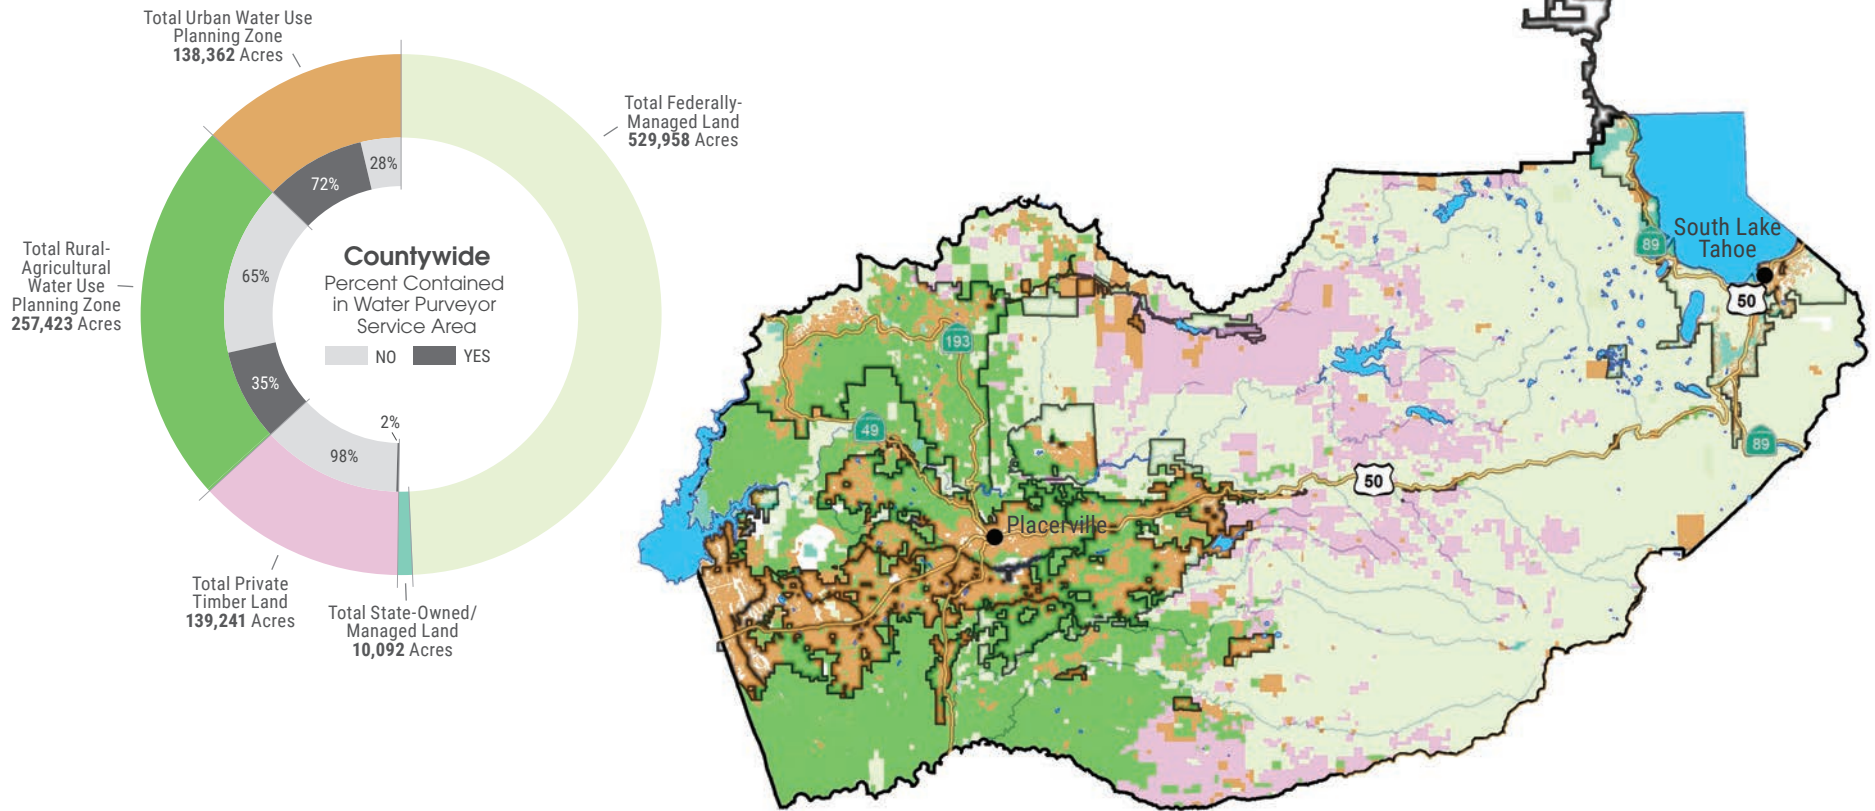 Total Urban Water Use
Planning Zone
138,362 Acres
Total Federally-
Managed Land
529,958 Acres
28%
72%
Total Rural-
Agricultural
Water Use
Planning Zone
257,423 Acres
65%
35%
Countywide
Percent Contained
in Water Purveyor
Service Area
NO
YES
2%
98%
Total Private
Timber Land
139,241 Acres
Total State-Owned/
Managed Land
10,092 Acres
South Lake
Tahoe
89
50
193
49
89
50
Placerville